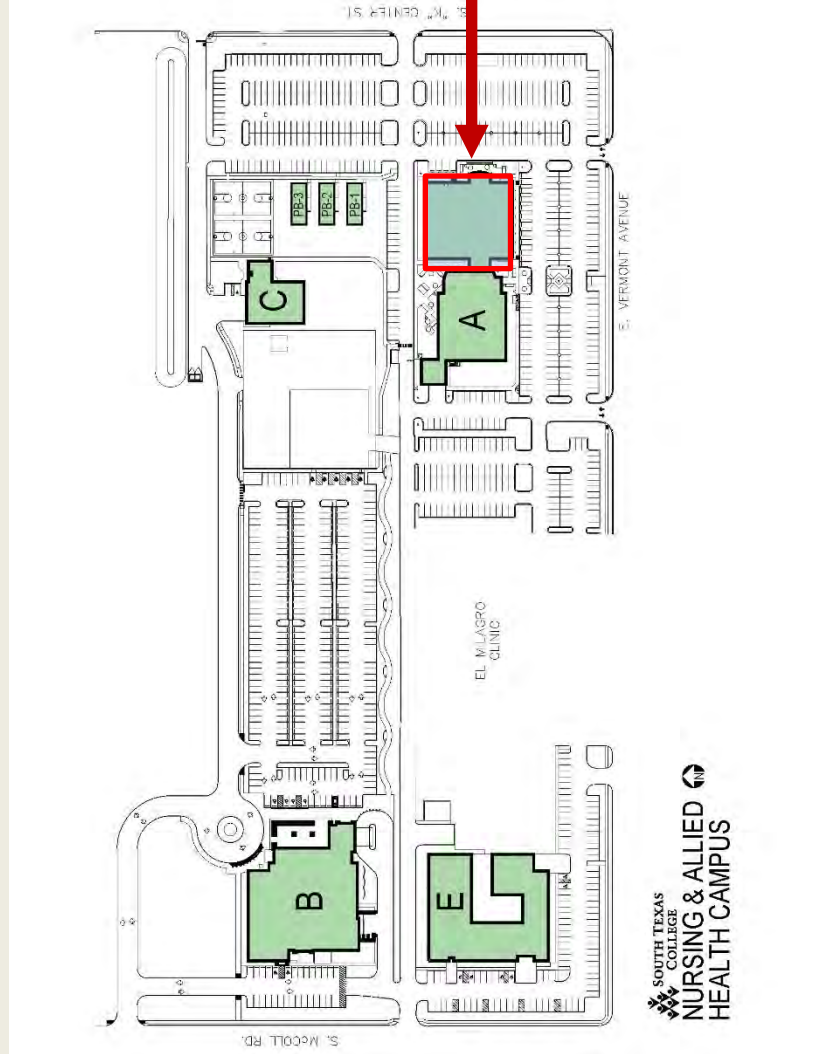 S. "K" CENTER ST.
PB-3
PB-2
PB-1
C
A
E. VERMONT AVENUE
EL MILAGRO
CLINIC
B
E
S. McCOLL RD.
SOUTH TEXAS
COLLEGE
NURSING & ALLIED
HEALTH CAMPUS
N